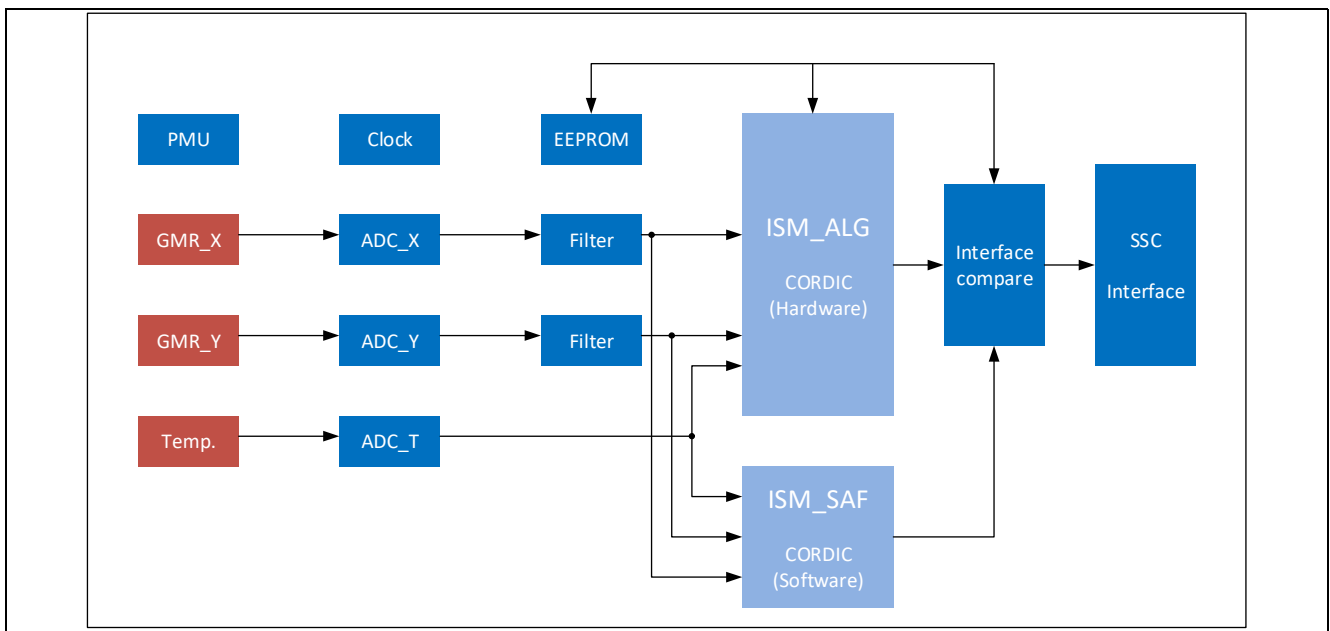 PMU
Clock
EEPROM
GMR_X
ADC_X
Filter
ISM_ALG
CORDIC
(Hardware)
Interface
compare
SSC
Interface
GMR_Y
ADC_Y
Filter
Temp.
ADC_T
ISM_SAF
CORDIC
(Software)